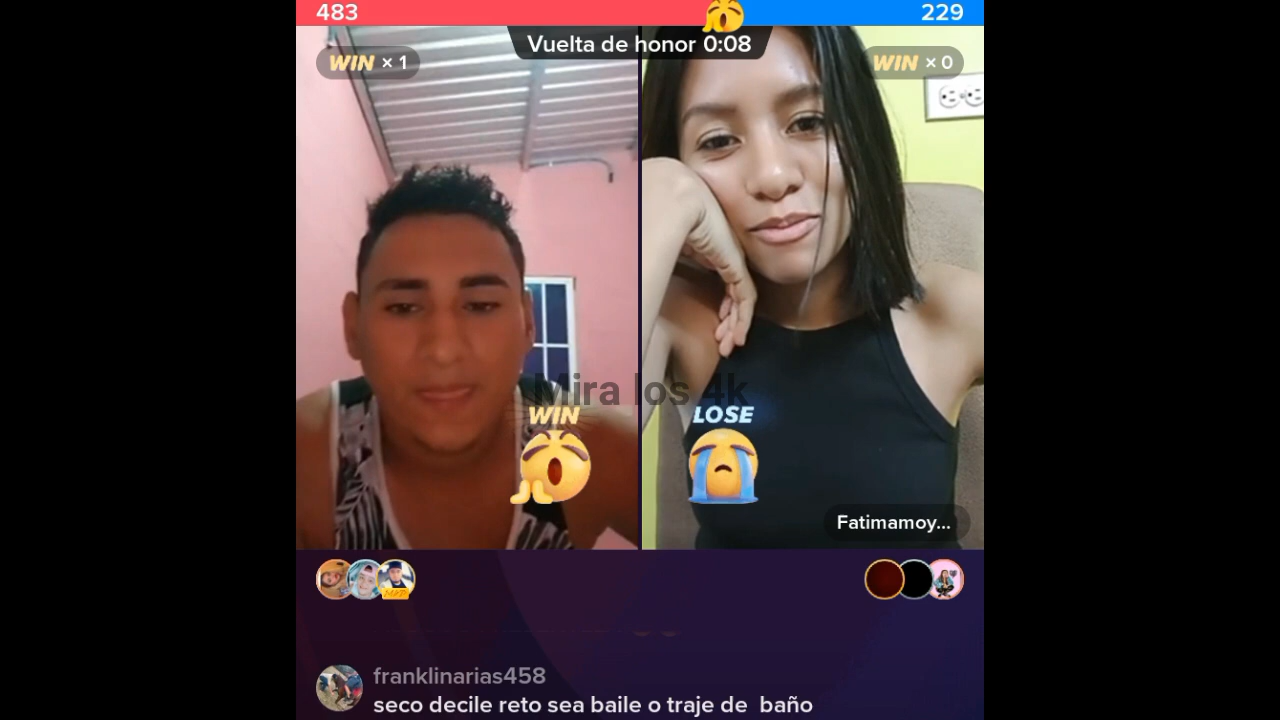 483
229
Vuelta de honor 0:08
WIN × 1
WIN × 0
Mira los 4k
WIN
LOSE
Fatimamoy...
franklinarias458
seco decile reto sea baile o traje de baño